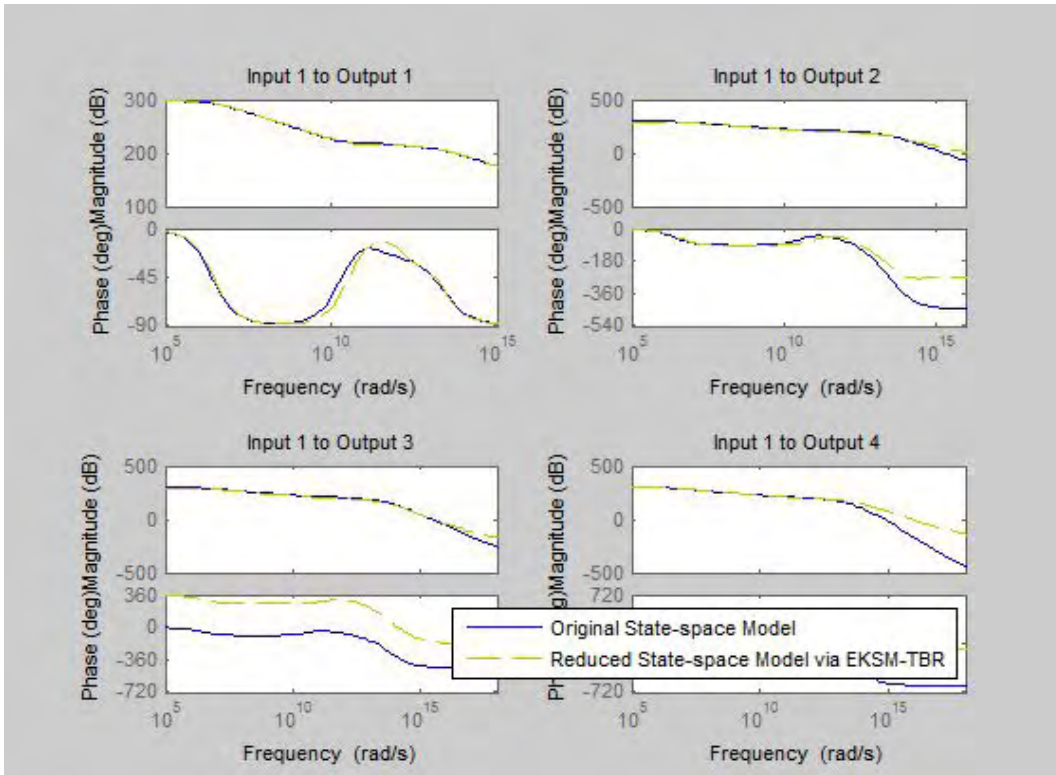 Input 1 to Output 1
300
200
100
Magnitude (dB)
0
-45
-90
Phase (deg)
10^5
10^10
10^15
Frequency (rad/s)
Input 1 to Output 2
500
0
-500
Magnitude (dB)
0
-180
-360
-540
Phase (deg)
10^5
10^10
10^15
Frequency (rad/s)
Input 1 to Output 3
500
0
-500
Magnitude (dB)
360
0
-360
-720
Phase (deg)
10^5
10^10
10^15
Frequency (rad/s)
Input 1 to Output 4
500
0
-500
Magnitude (dB)
720
-720
10^5
10^10
10^15
Frequency (rad/s)
Original State-space Model
Reduced State-space Model via EKSM-TBR